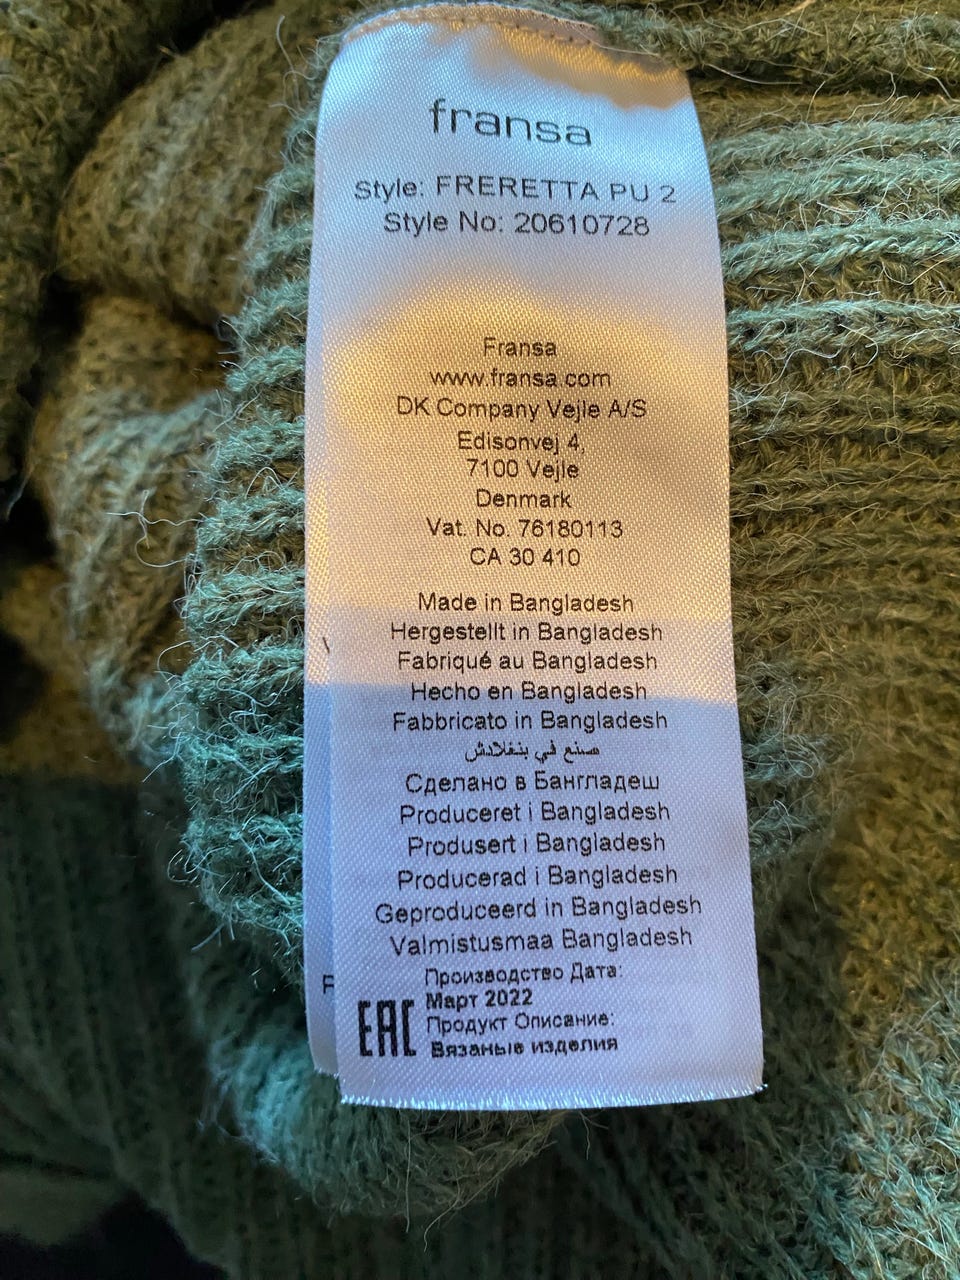 fransa
Style: FRERETTA PU 2
Style No: 20610728
Fransa
www.fransa.com
DK Company Vejle A/S
Edisonvej 4,
7100 Vejle
Denmark
Vat. No. 76180113
CA 30 410
Made in Bangladesh
Hergestellt in Bangladesh
Fabriqué au Bangladesh
Hecho en Bangladesh
Fabbricato in Bangladesh
صنع في بنغلادش
Сделано в Бангладеш
Produceret i Bangladesh
Produsert i Bangladesh
Producerad i Bangladesh
Geproduceerd in Bangladesh
Valmistusmaa Bangladesh
Производство Дата:
Март 2022
EAC Продукт Описание:
Вязаные изделия